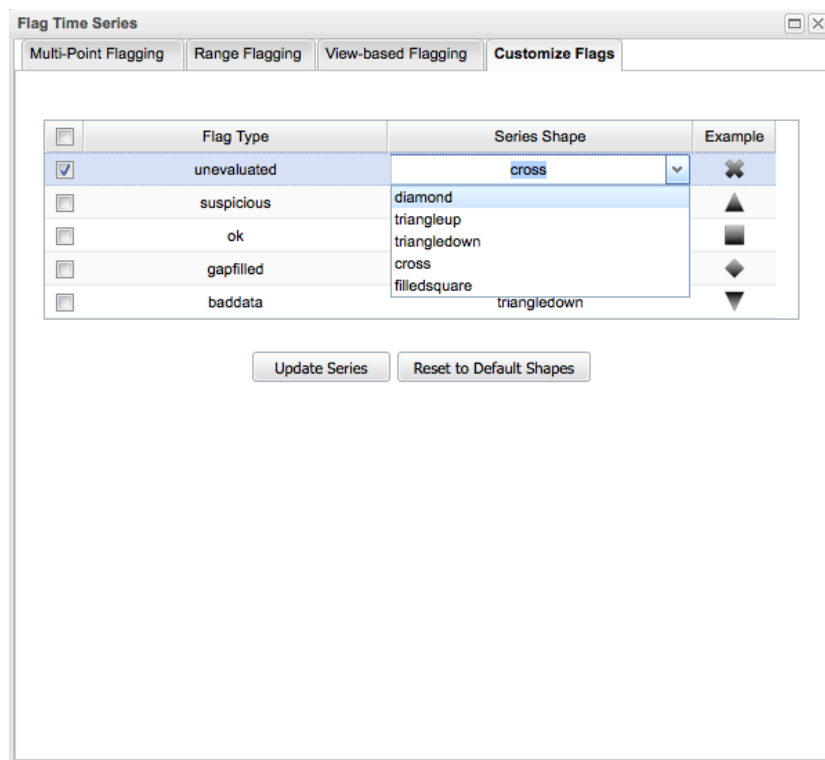 Flag Time Series
Multi-Point Flagging Range Flagging View-based Flagging Customize Flags
Flag Type Series Shape Example
unevaluated cross
suspicious
ok
gapfilled
baddata triangledown
diamond
triangleup
triangledown
cross
filledsquare
Update Series Reset to Default Shapes